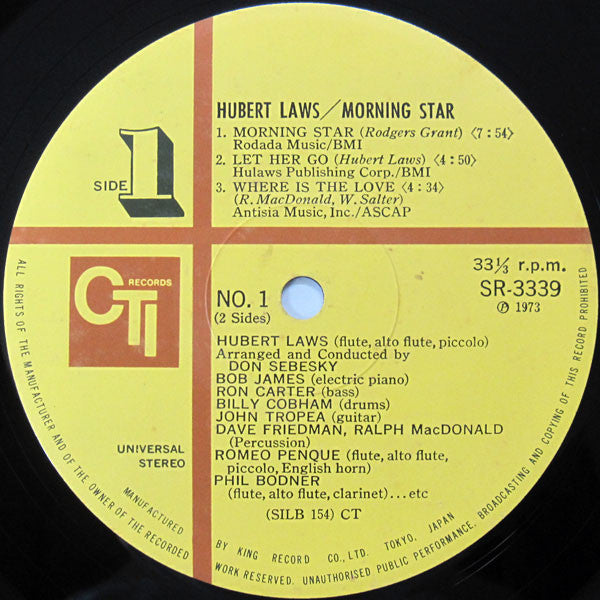 HUBERT LAWS/MORNING STAR
1. MORNING STAR (Rodgers Grant) 〈7:54〉
Rodada Music/BMI
2. LET HER GO (Hubert Laws) 〈4:50〉
Hulaws Publishing Corp./BMI
3. WHERE IS THE LOVE 〈4:34〉
(R. MacDonald, W. Salter)
Antisia Music, Inc./ASCAP
SIDE 1
CTI RECORDS
33⅓ r.p.m.
SR-3339
Ⓟ 1973
NO. 1
(2 Sides)
HUBERT LAWS (flute, alto flute, piccolo)
Arranged and Conducted by
DON SEBESKY
BOB JAMES (electric piano)
RON CARTER (bass)
BILLY COBHAM (drums)
JOHN TROPEA (guitar)
DAVE FRIEDMAN, RALPH MacDONALD
(Percussion)
ROMEO PENQUE (flute, alto flute,
piccolo, English horn)
PHIL BODNER
(flute, alto flute, clarinet)...etc
(SILB 154) CT
UNIVERSAL
STEREO
MANUFACTURED BY KING RECORD CO., LTD. TOKYO, JAPAN
ALL RIGHTS OF THE MANUFACTURER AND OF THE OWNER OF THE RECORDED WORK RESERVED. UNAUTHORISED PUBLIC PERFORMANCE, BROADCASTING AND COPYING OF THIS RECORD PROHIBITED